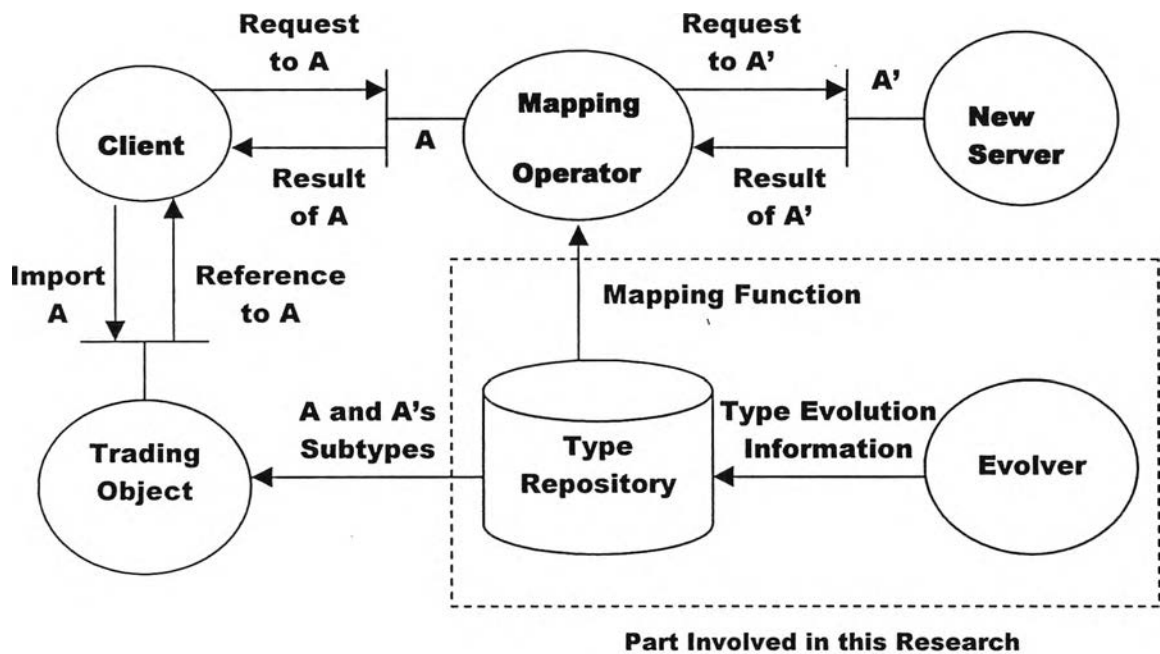 Request
to A
Request
to A'
Client
A
Mapping
Operator
A'
New
Server
Result
of A
Result
of A'
Import
A
Reference
to A
Mapping Function
Trading
Object
A and A's
Subtypes
Type
Repository
Type Evolution
Information
Evolver
Part Involved in this Research